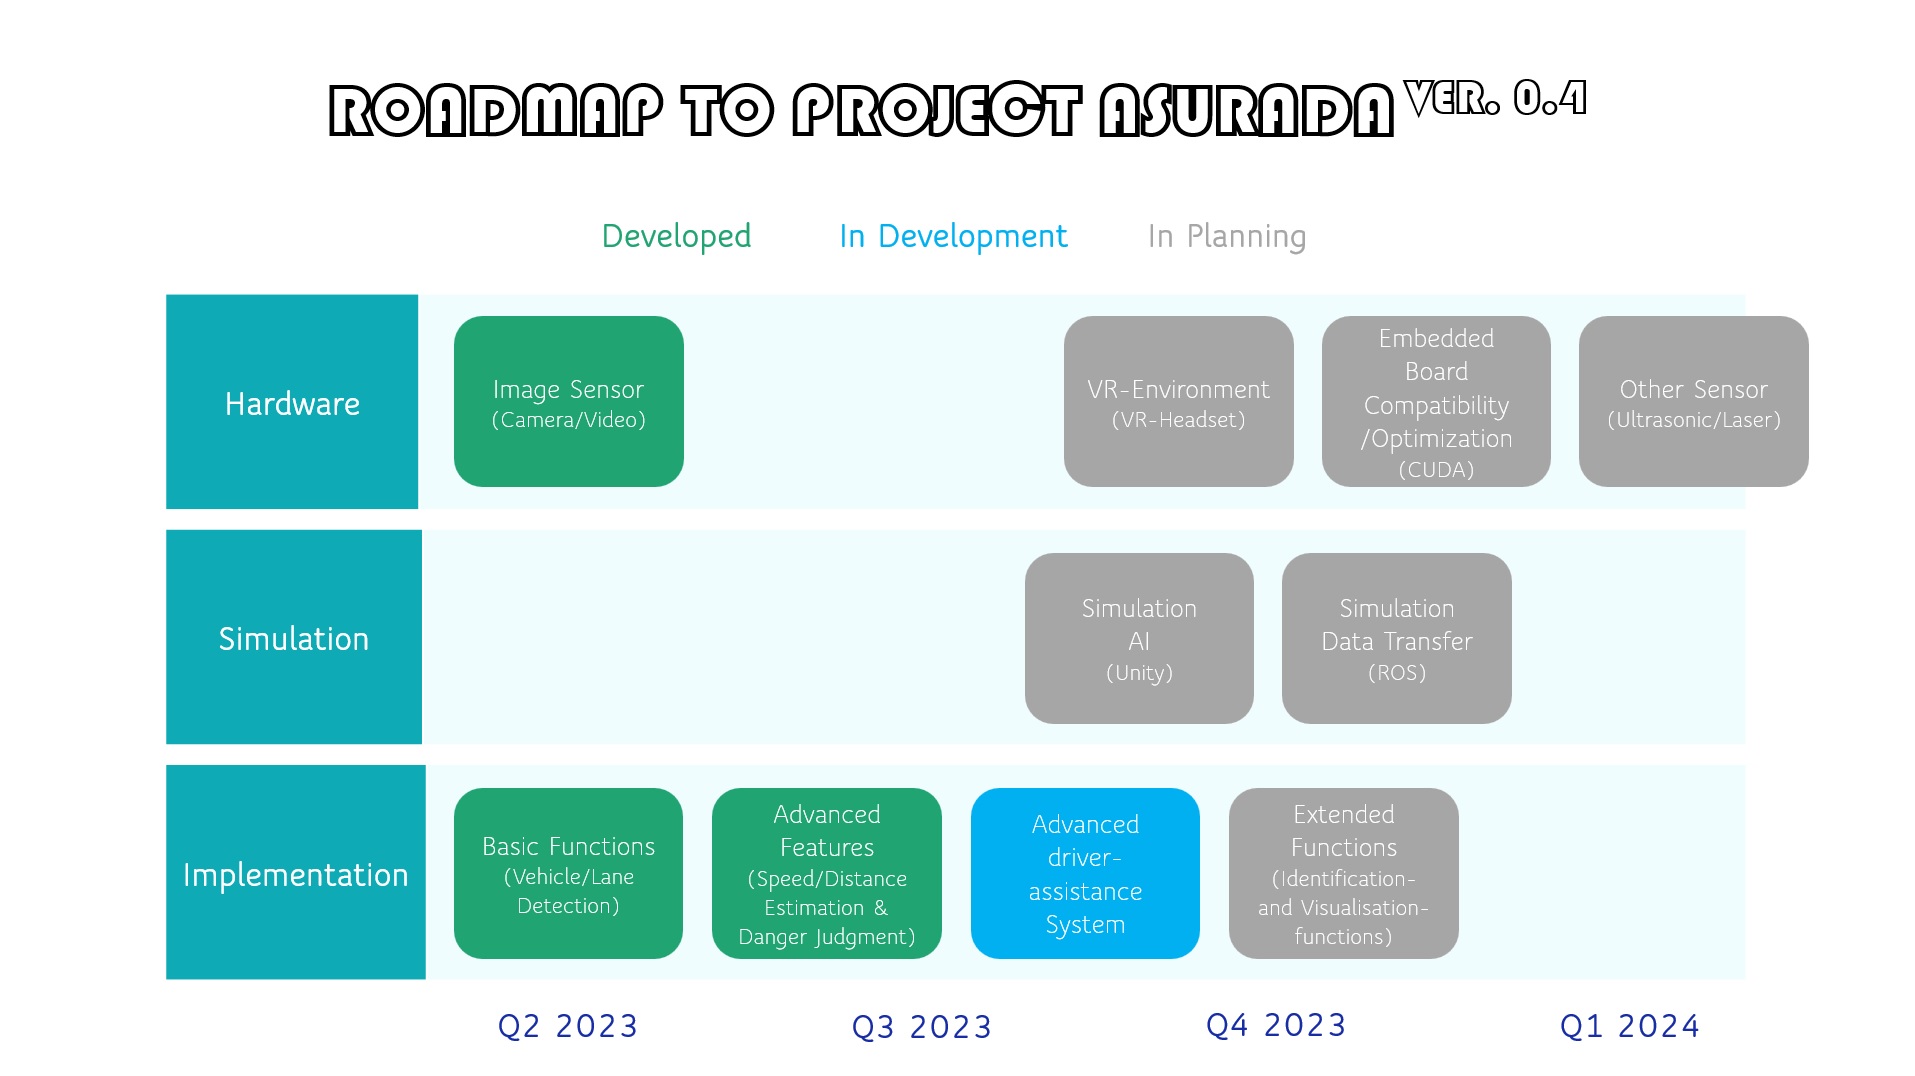 ROADMAP TO PROJECT ASURADA VER. 0.4
Developed
In Development
In Planning
Hardware
Image Sensor
(Camera/Video)
VR-Environment
(VR-Headset)
Embedded
Board
Compatibility
/Optimization
(CUDA)
Other Sensor
(Ultrasonic/Laser)
Simulation
Simulation
AI
(Unity)
Simulation
Data Transfer
(ROS)
Implementation
Basic Functions
(Vehicle/Lane
Detection)
Advanced
Features
(Speed/Distance
Estimation &
Danger Judgment)
Advanced
driver-
assistance
System
Extended
Functions
(Identification-
and Visualisation-
functions)
Q2 2023
Q3 2023
Q4 2023
Q1 2024